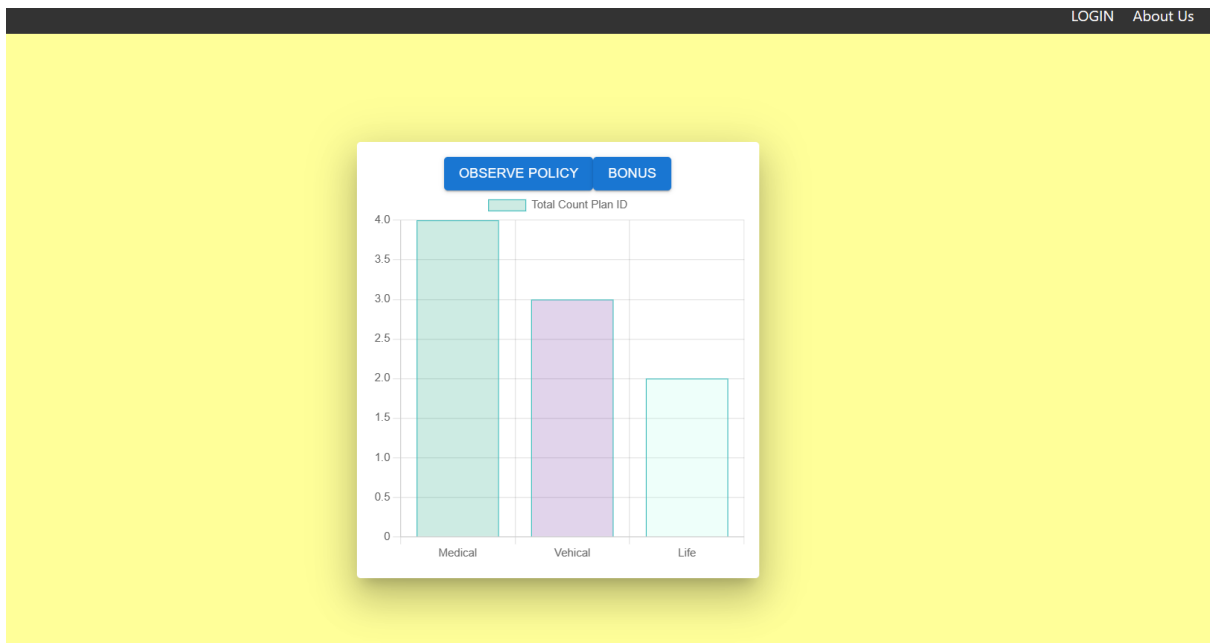 LOGIN About Us
OBSERVE POLICY BONUS
Total Count Plan ID
4.0
3.5
3.0
2.5
2.0
1.5
1.0
0.5
0
Medical Vehical Life